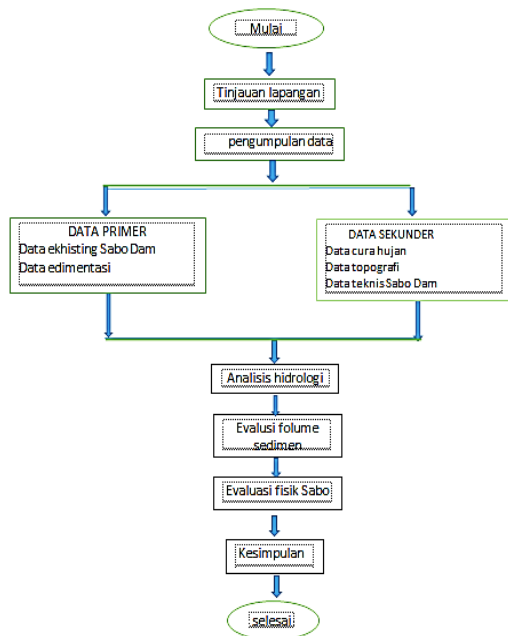 Mulai
Tinjauan lapangan
pengumpulan data
DATA PRIMER
Data ekhisting Sabo Dam
Data edimentasi
DATA SEKUNDER
Data cura hujan
Data topografi
Data teknis Sabo Dam
Analisis hidrologi
Evalusi folume
sedimen
Evaluasi fisik Sabo
Kesimpulan
selesai